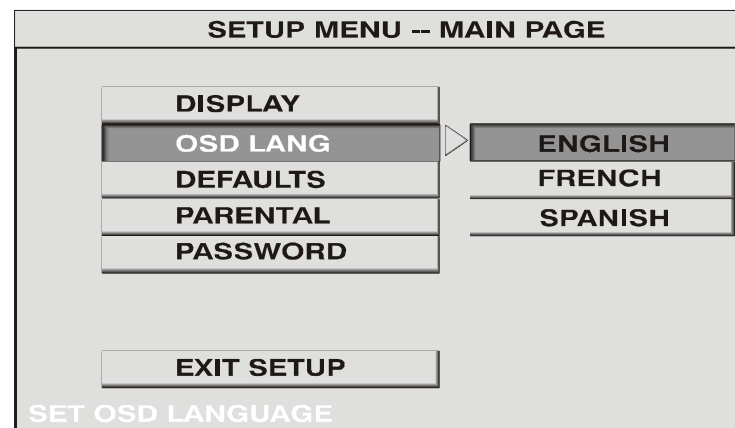 SETUP MENU -- MAIN PAGE
DISPLAY
OSD LANG
ENGLISH
DEFAULTS
FRENCH
PARENTAL
SPANISH
PASSWORD
EXIT SETUP
SET OSD LANGUAGE